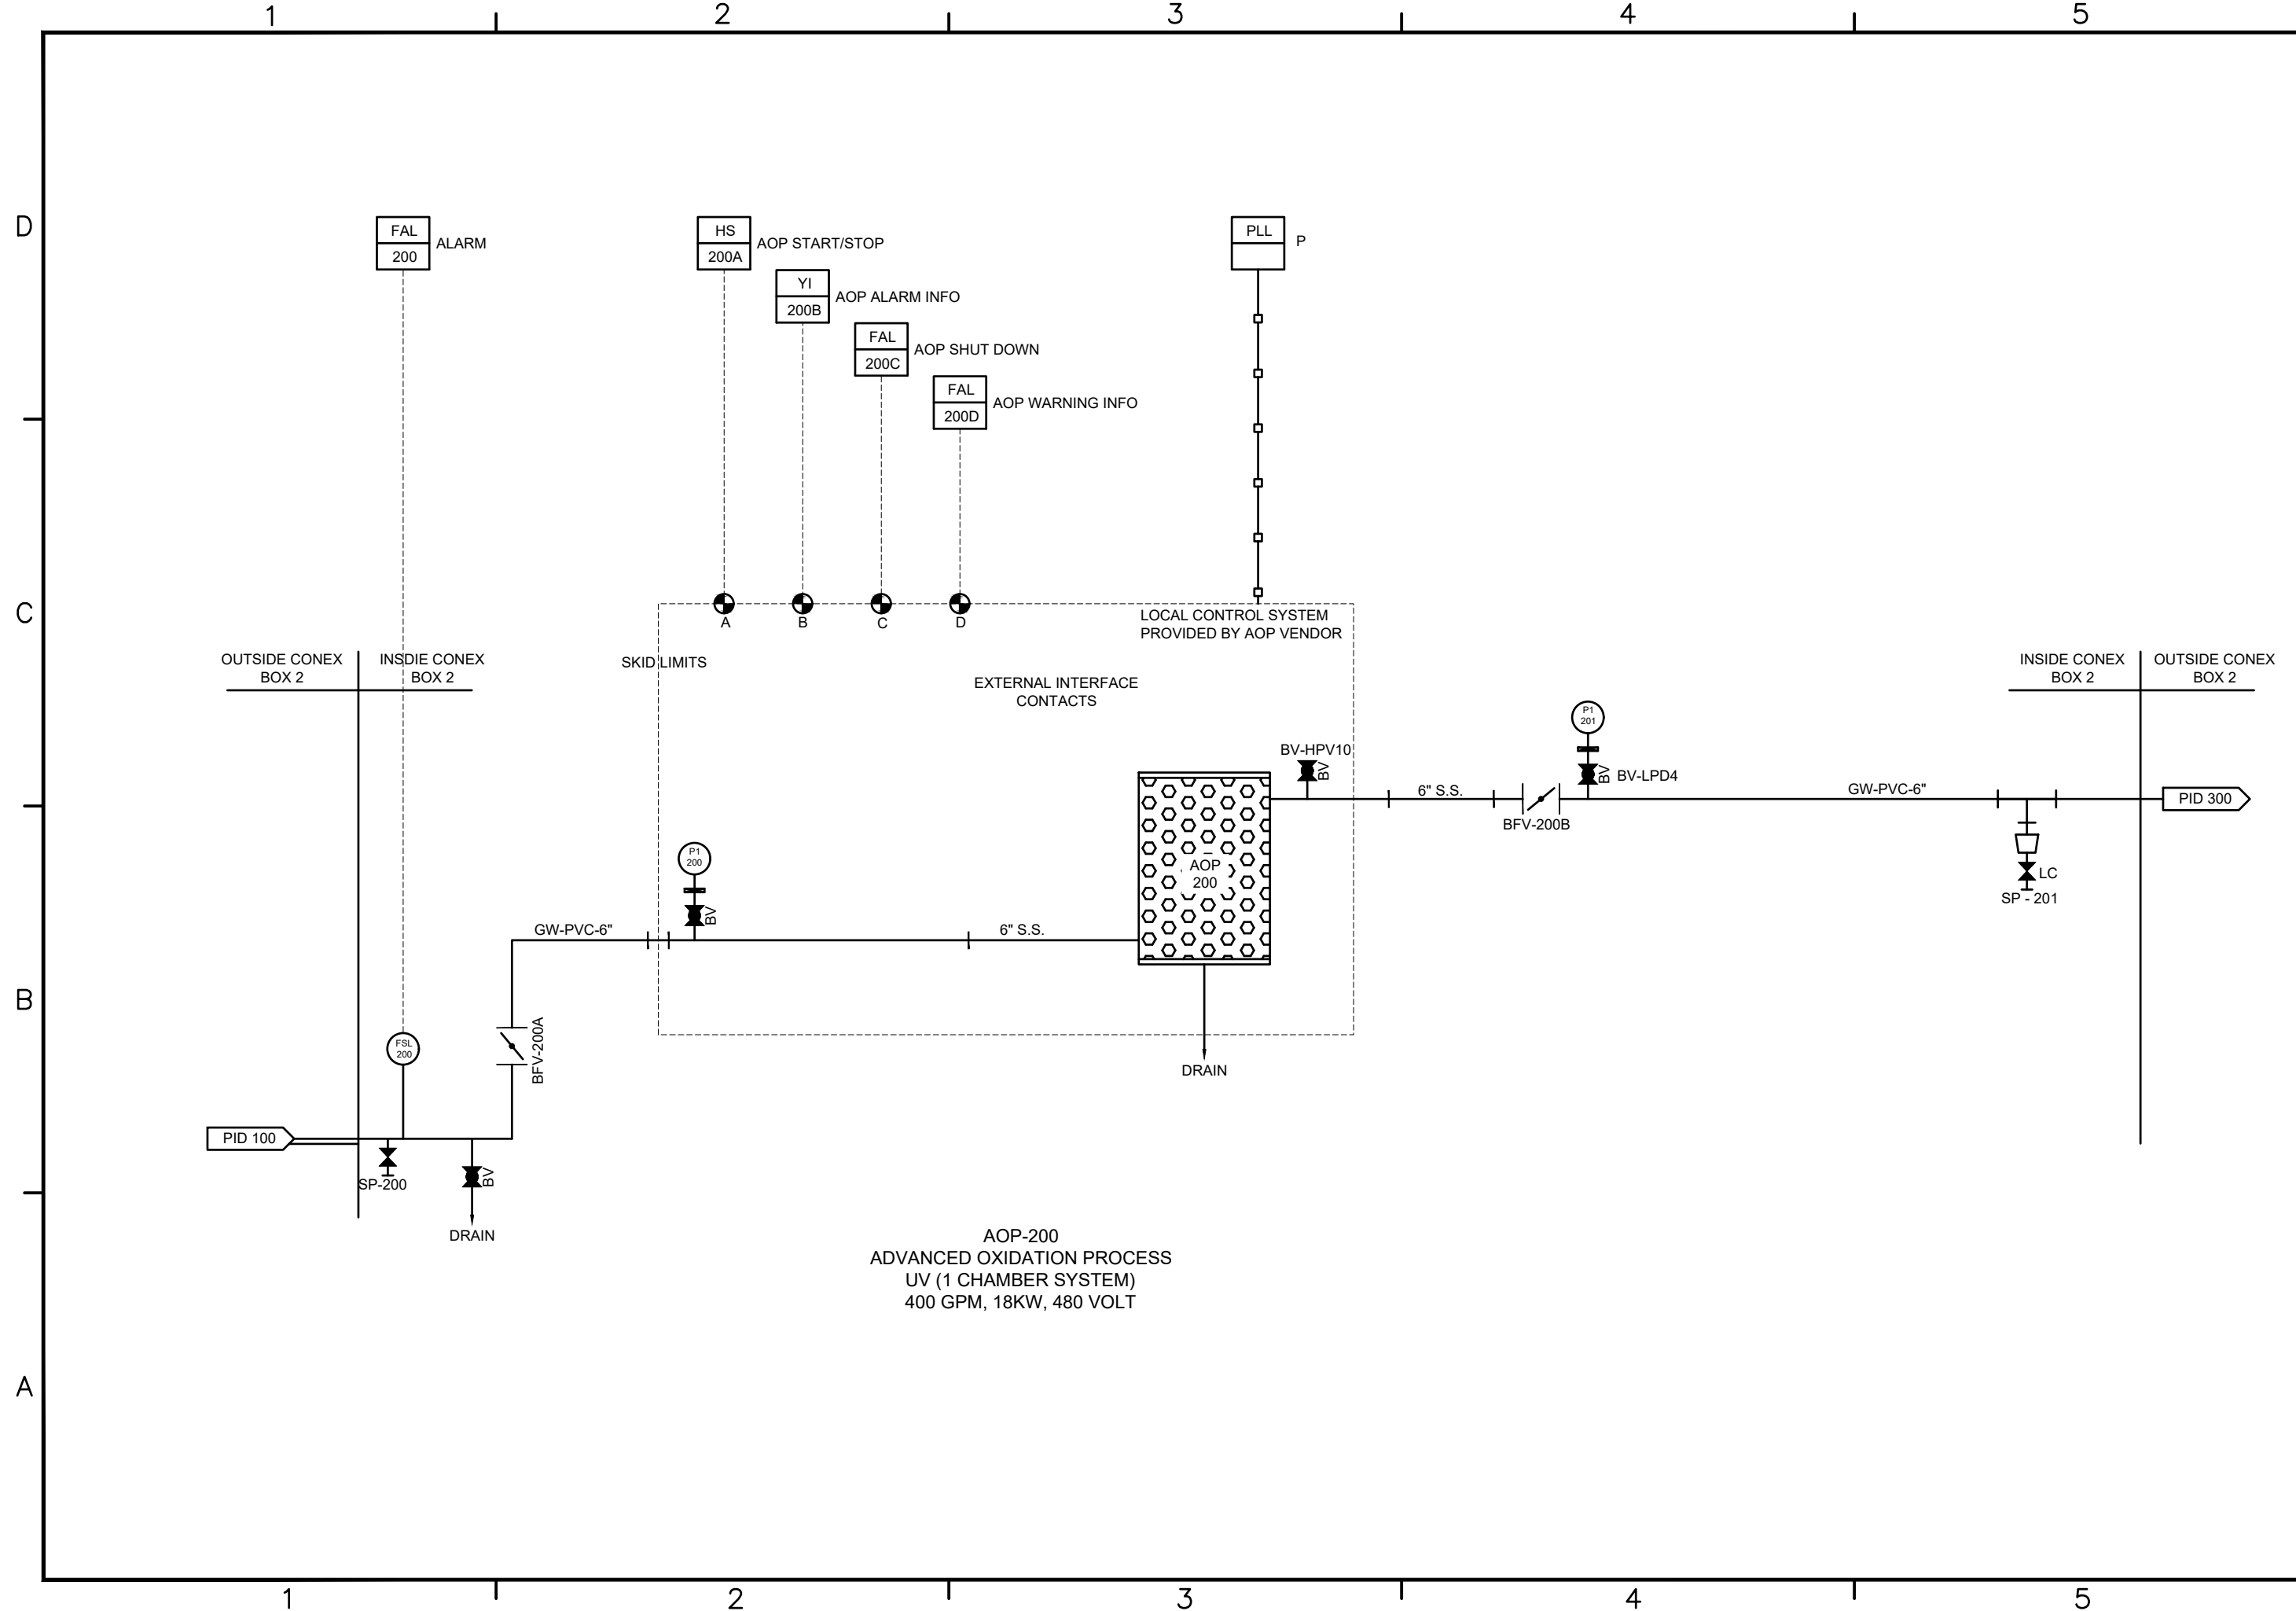 1 2 3 4 5
D
C
B
A
FAL
200
ALARM
HS
200A
AOP START/STOP
YI
200B
AOP ALARM INFO
FAL
200C
AOP SHUT DOWN
FAL
200D
AOP WARNING INFO
PLL
P
A B C D
LOCAL CONTROL SYSTEM
PROVIDED BY AOP VENDOR
OUTSIDE CONEX
BOX 2
INSDIE CONEX
BOX 2
SKID LIMITS
EXTERNAL INTERFACE
CONTACTS
INSIDE CONEX
BOX 2
OUTSIDE CONEX
BOX 2
BV-HPV10
BV
P1
201
BV
BV-LPD4
6" S.S.
BFV-200B
GW-PVC-6"
PID 300
LC
SP - 201
P1
200
BV
AOP
200
GW-PVC-6"
6" S.S.
FSL
200
BFV-200A
DRAIN
PID 100
SP-200
BV
DRAIN
AOP-200
ADVANCED OXIDATION PROCESS
UV (1 CHAMBER SYSTEM)
400 GPM, 18KW, 480 VOLT
1 2 3 4 5